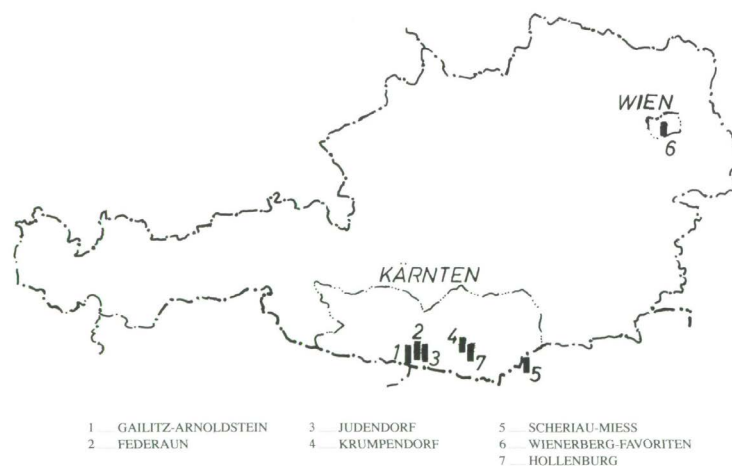 WIEN
6
KÄRNTEN
1 2 3 4 7 5
1 GAILITZ-ARNOLDSTEIN
2 FEDERAUN
3 JUDENDORF
4 KRUMPENDORF
5 SCHERIAU-MIESS
6 WIENERBERG-FAVORITEN
7 HOLLENBURG